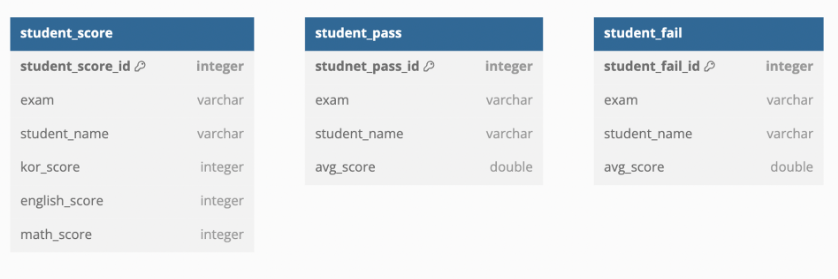 student_score
student_score_id integer
exam varchar
student_name varchar
kor_score integer
english_score integer
math_score integer
student_pass
studnet_pass_id integer
exam varchar
student_name varchar
avg_score double
student_fail
student_fail_id integer
exam varchar
student_name varchar
avg_score double